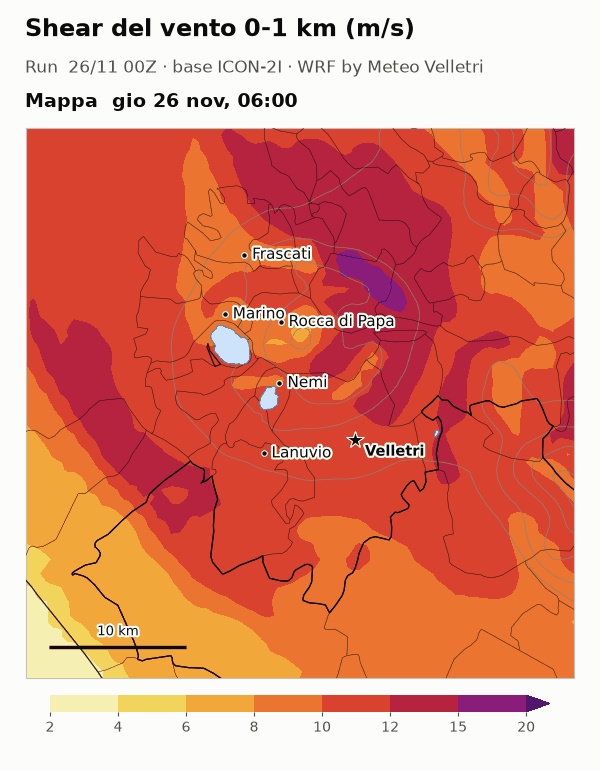 Shear del vento 0-1 km (m/s)
Run  26/11 00Z · base ICON-2I · WRF by Meteo Velletri
Mappa  gio 26 nov, 06:00
Frascati
Marino
Rocca di Papa
Nemi
Velletri
Lanuvio
10 km
2 4 6 8 10 12 15 20